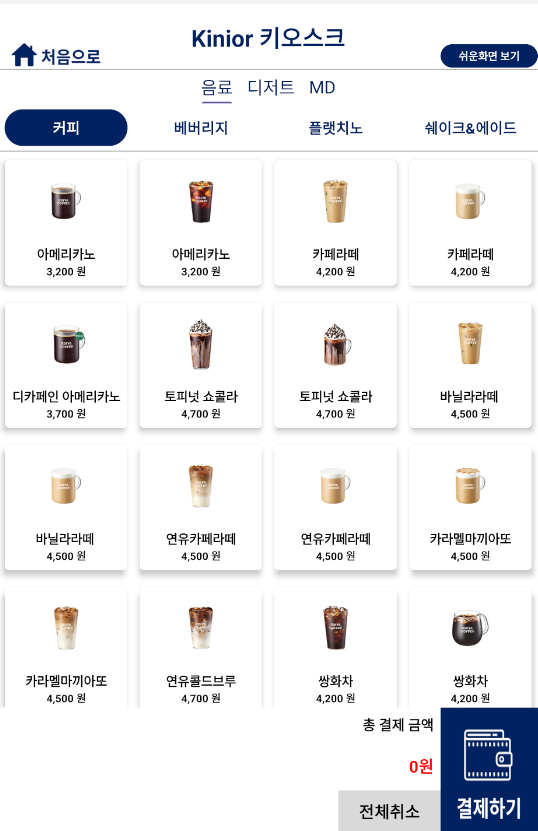 Kinior 키오스크
처음으로
쉬운화면 보기
음료 디저트 MD
커피 베버리지 플랫치노 쉐이크&에이드
아메리카노 아메리카노 카페라떼 카페라떼
3,200 원 3,200 원 4,200 원 4,200 원
디카페인 아메리카노 토피넛 쇼콜라 토피넛 쇼콜라 바닐라라떼
3,700 원 4,700 원 4,700 원 4,500 원
바닐라라떼 연유카페라떼 연유카페라떼 카라멜마끼아또
4,500 원 4,500 원 4,500 원 4,500 원
카라멜마끼아또 연유콜드브루 쌍화차 쌍화차
4,500 원 4,700 원 4,200 원 4,200 원
총 결제 금액
0원
전체취소
결제하기